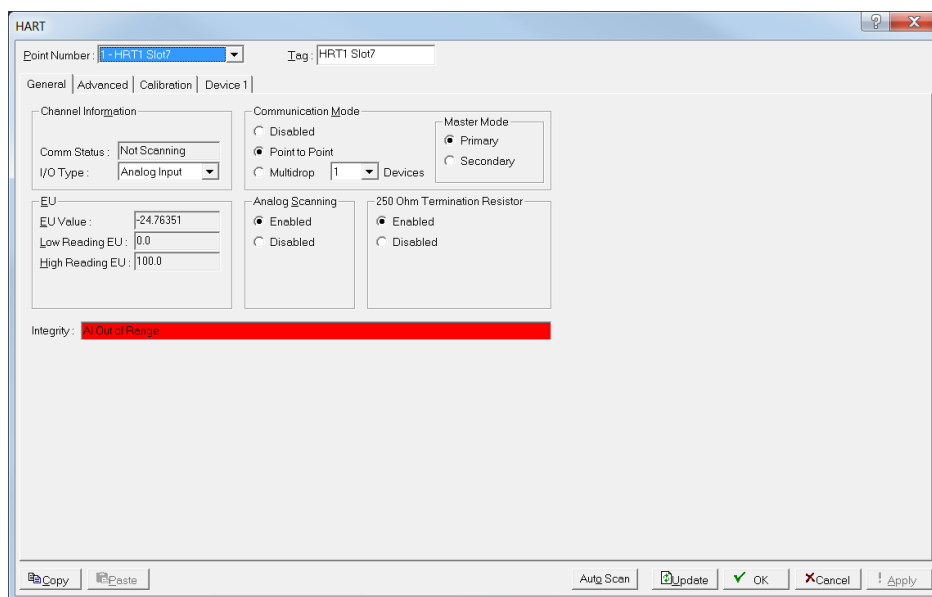 HART
Point Number : 1 - HRT1 Slot7 Tag : HRT1 Slot7
General Advanced Calibration Device 1
Channel Information
Comm Status : Not Scanning
I/O Type : Analog Input
Communication Mode
Disabled
Point to Point
Multidrop 1 Devices
Master Mode
Primary
Secondary
EU
EU Value : -24.76351
Low Reading EU : 0.0
High Reading EU : 100.0
Analog Scanning
Enabled
Disabled
250 Ohm Termination Resistor
Enabled
Disabled
Integrity : AI Out of Range
Copy Paste Auto Scan Update OK Cancel ! Apply